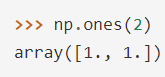 >>> np.ones(2)
array([1., 1.])